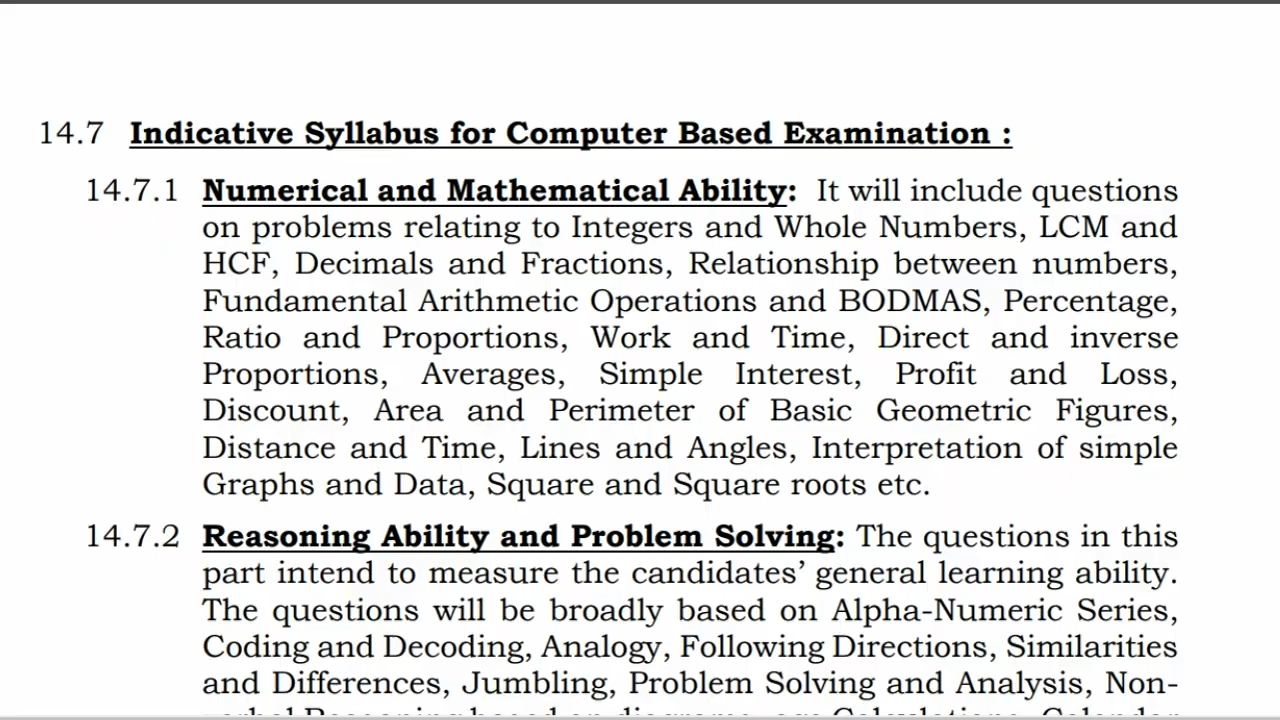 14.7 Indicative Syllabus for Computer Based Examination :
14.7.1 Numerical and Mathematical Ability: It will include questions
on problems relating to Integers and Whole Numbers, LCM and
HCF, Decimals and Fractions, Relationship between numbers,
Fundamental Arithmetic Operations and BODMAS, Percentage,
Ratio and Proportions, Work and Time, Direct and inverse
Proportions, Averages, Simple Interest, Profit and Loss,
Discount, Area and Perimeter of Basic Geometric Figures,
Distance and Time, Lines and Angles, Interpretation of simple
Graphs and Data, Square and Square roots etc.
14.7.2 Reasoning Ability and Problem Solving: The questions in this
part intend to measure the candidates’ general learning ability.
The questions will be broadly based on Alpha-Numeric Series,
Coding and Decoding, Analogy, Following Directions, Similarities
and Differences, Jumbling, Problem Solving and Analysis, Non-